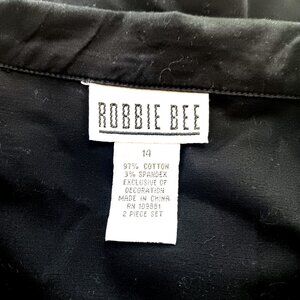 ROBBIE BEE
14
97% COTTON
3% SPANDEX
EXCLUSIVE OF
DECORATION
MADE IN CHINA
RN 109881
2 PIECE SET